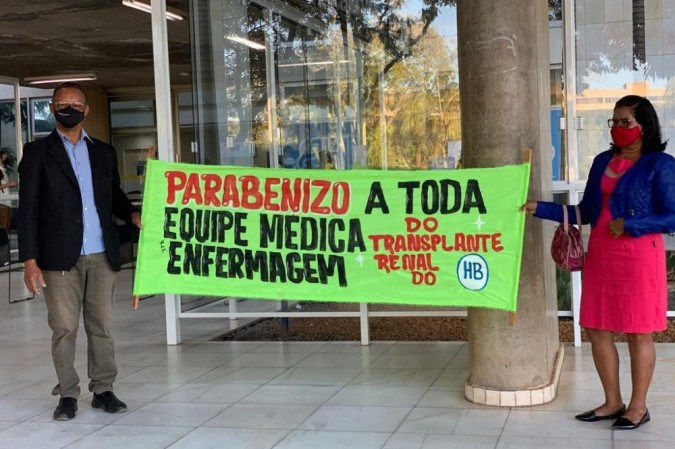 PARABENIZO A TODA
EQUIPE MEDICA
ENFERMAGEM
DO
TRANSPLANTE
RENAL DO
DO
HB